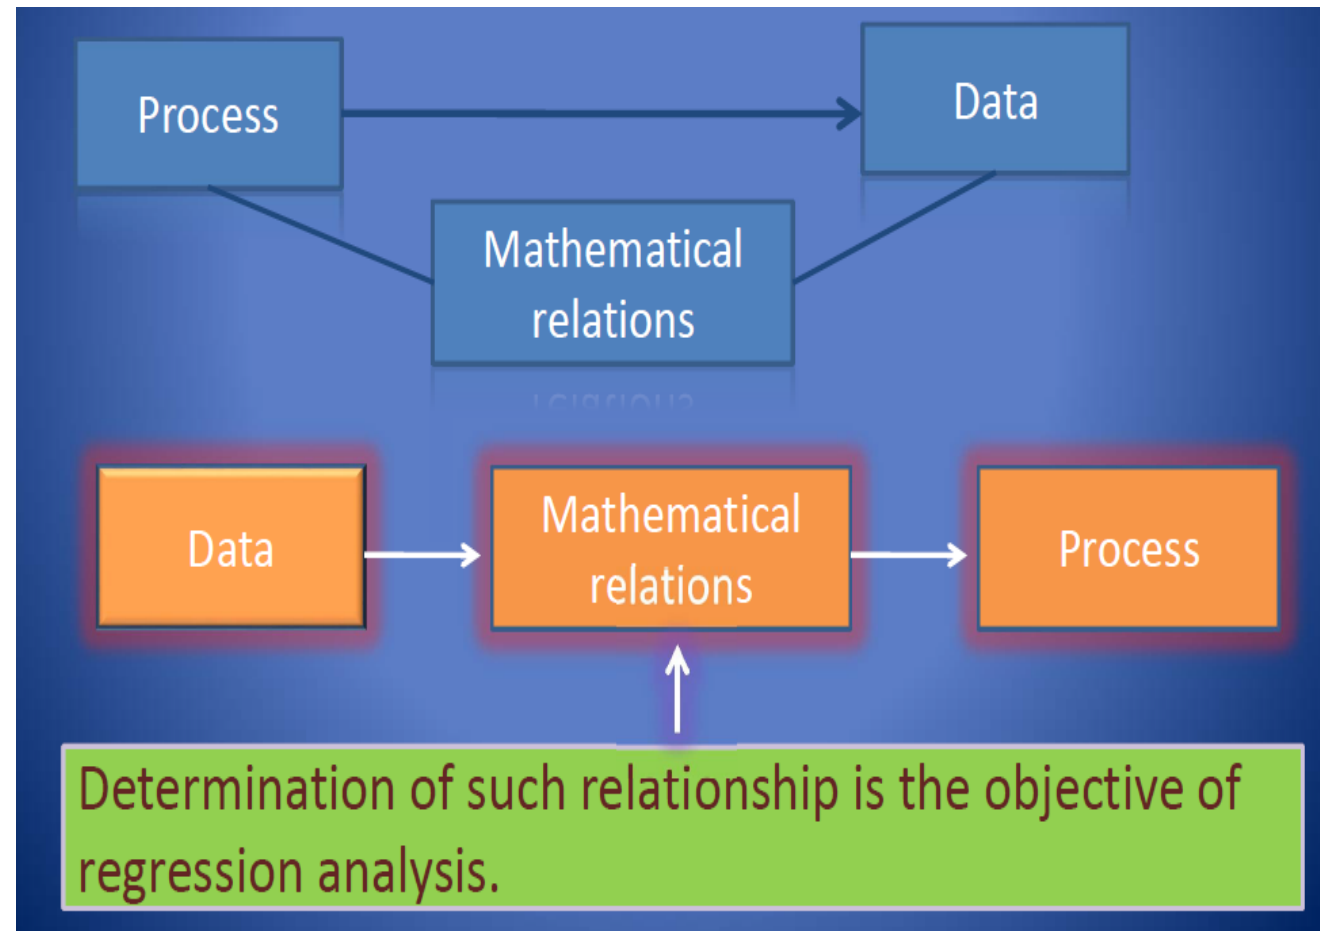 Process
Data
Mathematical
relations
Data
Mathematical
relations
Process
Determination of such relationship is the objective of
regression analysis.